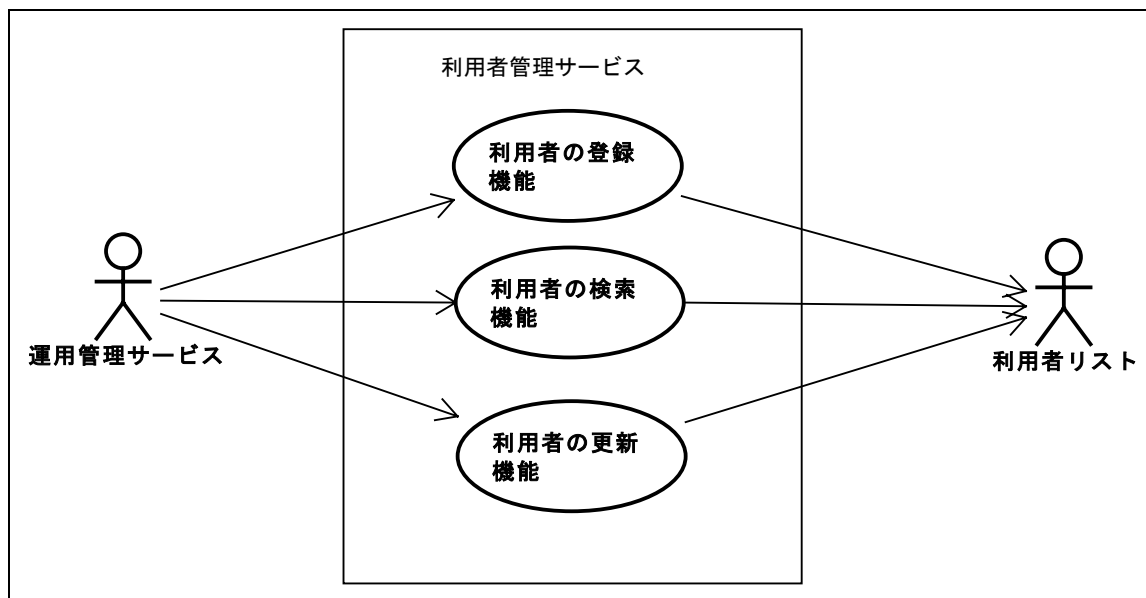 利用者管理サービス
利用者の登録
機能
利用者の検索
機能
利用者の更新
機能
運用管理サービス
利用者リスト